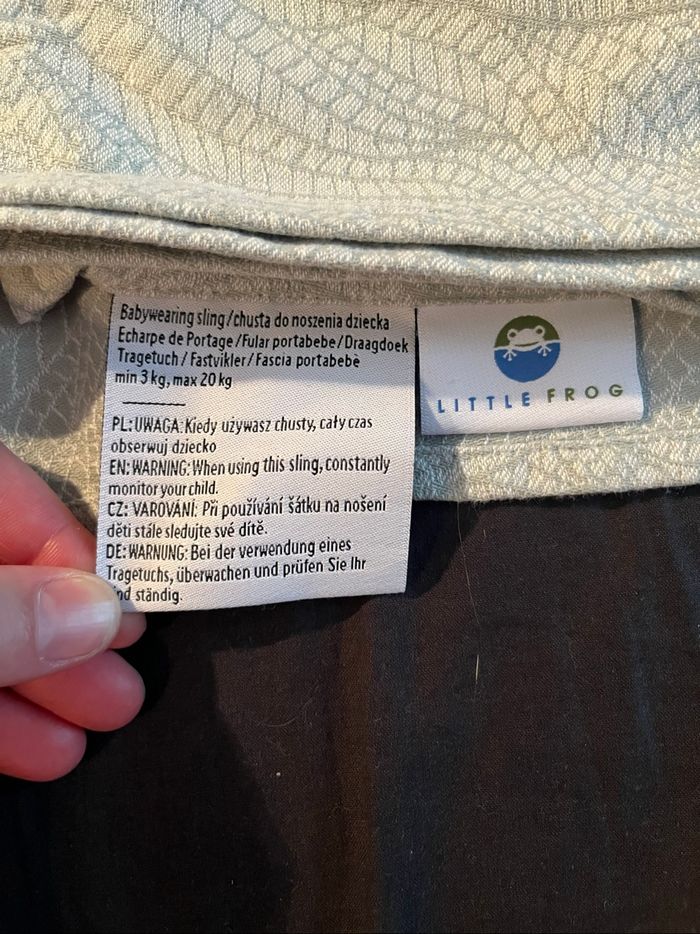 Babywearing sling/chusta do noszenia dziecka
Echarpe de Portage/Fular portabebe/Draagdoek
Tragetuch/Fastvikler/Fascia portabebè
min 3 kg, max 20 kg
PL: UWAGA: Kiedy używasz chusty, cały czas
obserwuj dziecko
EN: WARNING: When using this sling, constantly
monitor your child.
CZ: VAROVÁNÍ: Při používání šátku na nošení
děti stále sledujte své dítě.
DE: WARNUNG: Bei der verwendung eines
Tragetuchs, überwachen und prüfen Sie Ihr
ständig.
LITTLE FROG